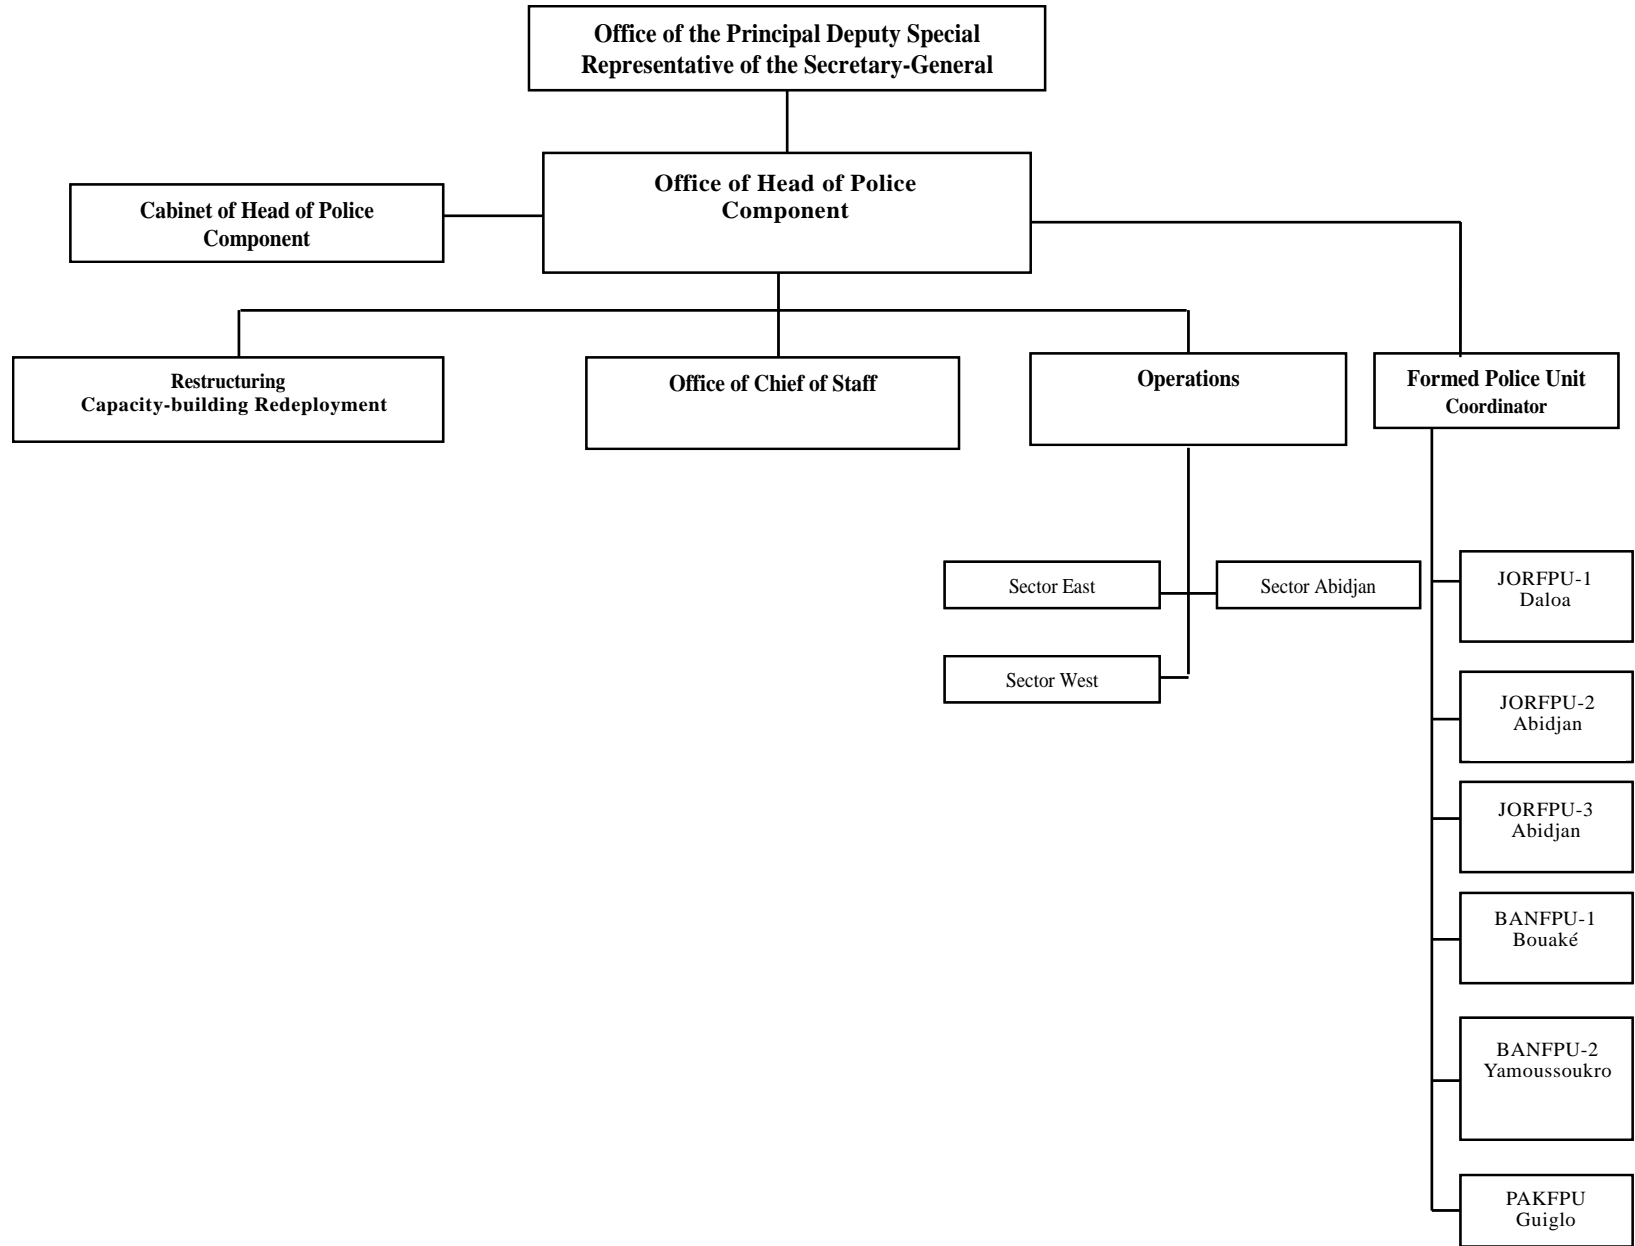 Office of the Principal Deputy Special
Representative of the Secretary-General
Office of Head of Police
Component
Cabinet of Head of Police
Component
Restructuring
Capacity-building Redeployment
Office of Chief of Staff
Operations
Formed Police Unit
Coordinator
Sector East
Sector Abidjan
Sector West
JORFPU-1
Daloa
JORFPU-2
Abidjan
JORFPU-3
Abidjan
BANFPU-1
Bouaké
BANFPU-2
Yamoussoukro
PAKFPU
Guiglo